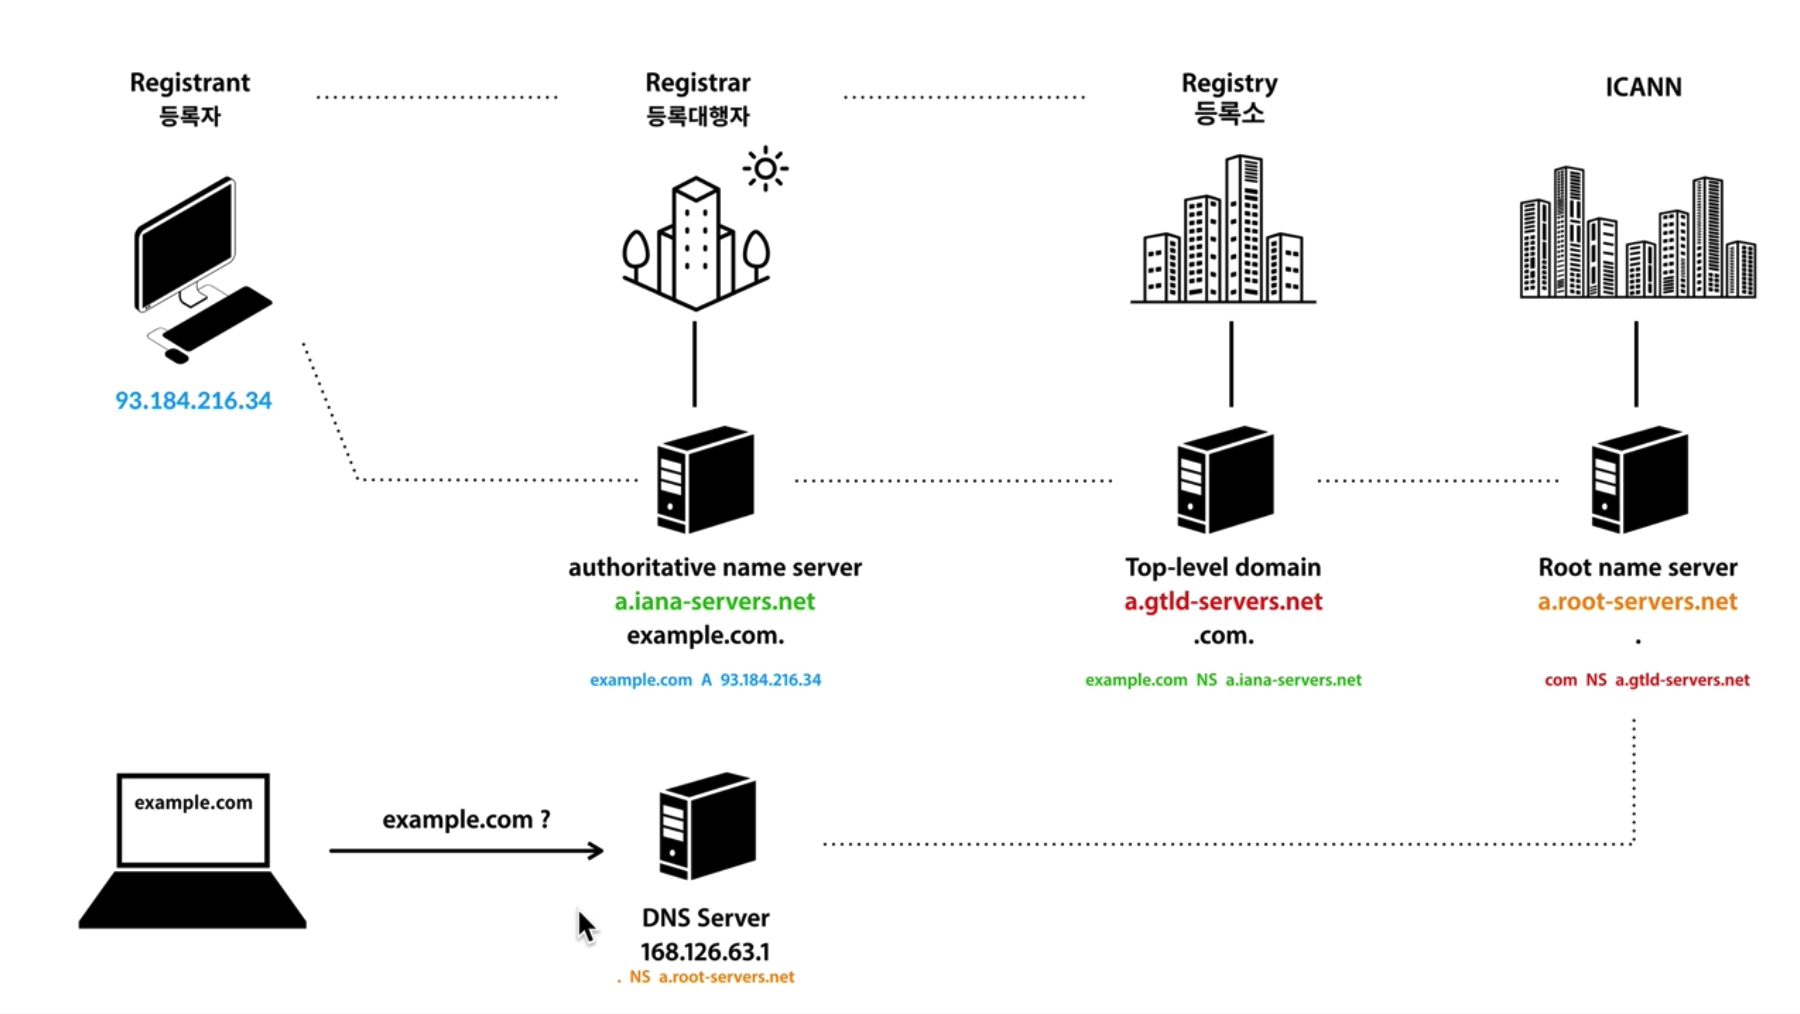 Registrant
등록자
Registrar
등록대행자
Registry
등록소
ICANN
93.184.216.34
authoritative name server
a.iana-servers.net
example.com.
example.com A 93.184.216.34
Top-level domain
a.gtld-servers.net
.com.
example.com NS a.iana-servers.net
Root name server
a.root-servers.net
.
com NS a.gtld-servers.net
example.com
example.com ?
DNS Server
168.126.63.1
. NS a.root-servers.net